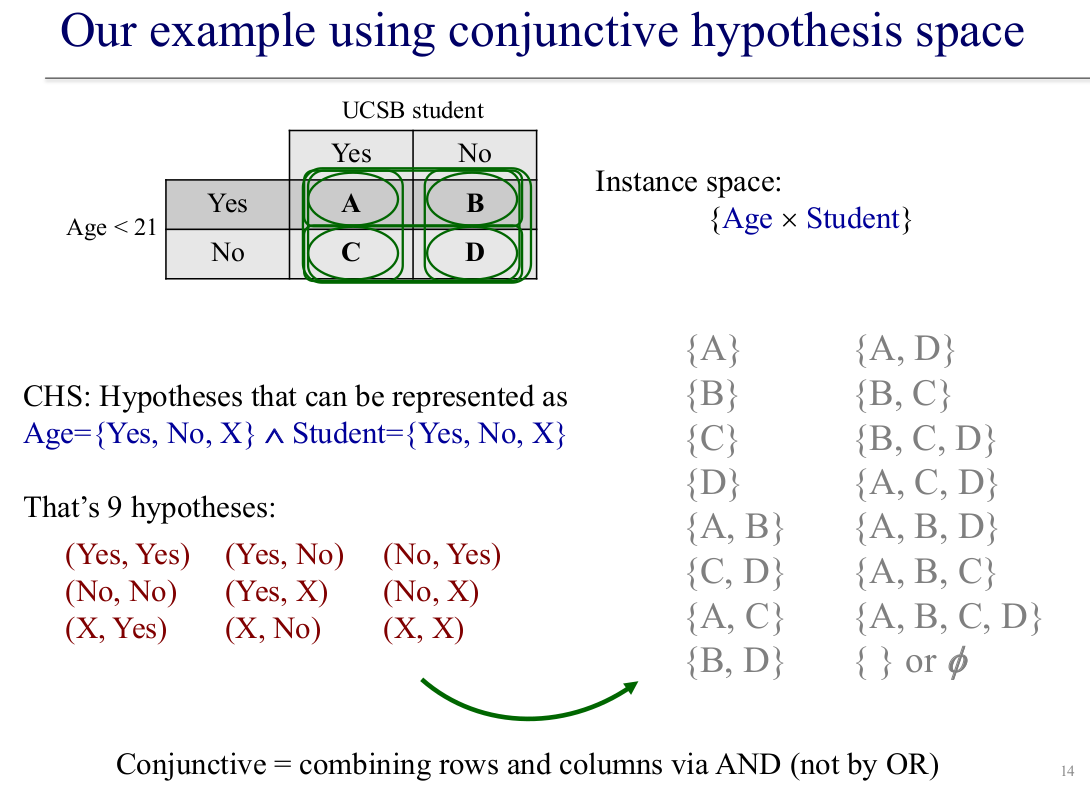 Our example using conjunctive hypothesis space
UCSB student
Yes No
Age < 21
Yes A B
No C D
Instance space:
{Age × Student}
CHS: Hypotheses that can be represented as
Age={Yes, No, X} ∧ Student={Yes, No, X}
That’s 9 hypotheses:
(Yes, Yes) (Yes, No) (No, Yes)
(No, No) (Yes, X) (No, X)
(X, Yes) (X, No) (X, X)
{A} {A, D}
{B} {B, C}
{C} {B, C, D}
{D} {A, C, D}
{A, B} {A, B, D}
{C, D} {A, B, C}
{A, C} {A, B, C, D}
{B, D} { } or ϕ
Conjunctive = combining rows and columns via AND (not by OR)
14